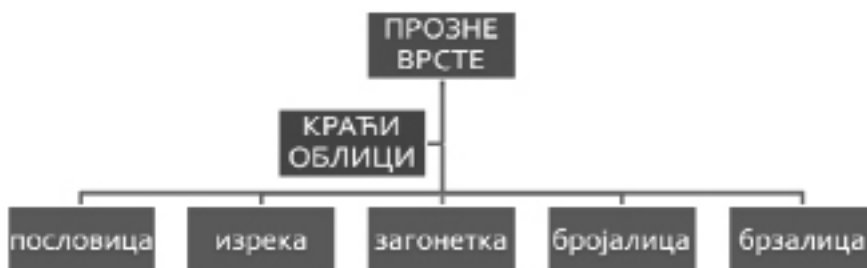 ПРОЗНЕ
ВРСТЕ
КРАЋИ
ОБЛИЦИ
пословица
изрека
загонетка
бројалица
брзалица